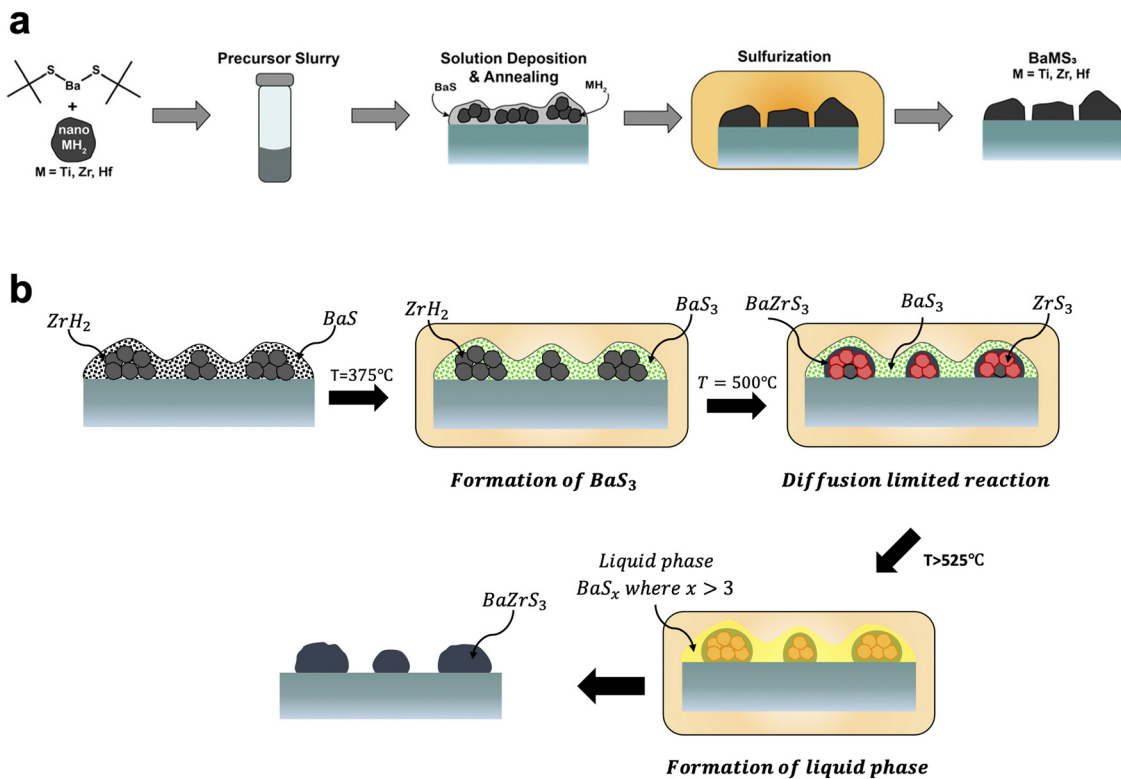 a
S
S
Ba
+
nano
MH₂
M = Ti, Zr, Hf
Precursor Slurry
Solution Deposition
& Annealing
BaS
MH₂
Sulfurization
BaMS₃
M = Ti, Zr, Hf
b
ZrH₂
BaS
T=375℃
ZrH₂
BaS₃
Formation of BaS₃
T = 500℃
BaZrS₃
BaS₃
ZrS₃
Diffusion limited reaction
T>525℃
Liquid phase
BaSₓ where x > 3
Formation of liquid phase
BaZrS₃